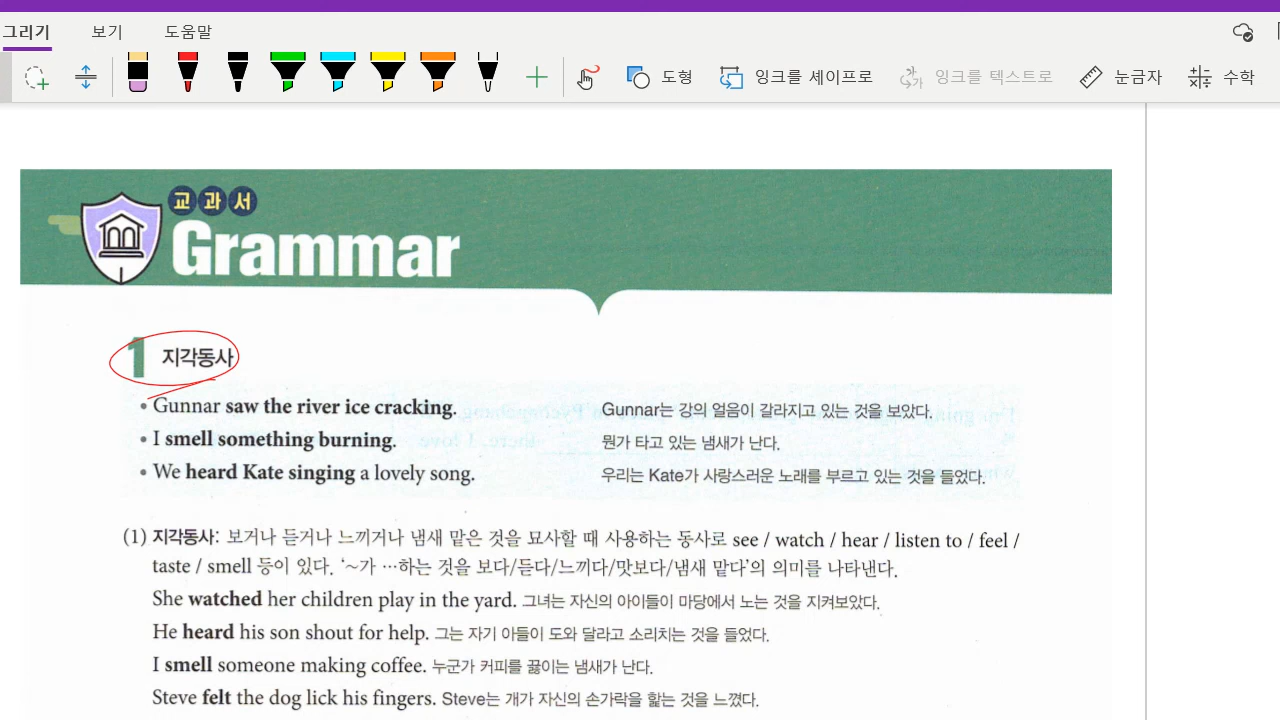 그리기 보기 도움말
도형 잉크를 셰이프로 잉크를 텍스트로 눈금자 수학
교과서
Grammar
1 지각동사
• Gunnar saw the river ice cracking. Gunnar는 강의 얼음이 갈라지고 있는 것을 보았다.
• I smell something burning. 뭔가 타고 있는 냄새가 난다.
• We heard Kate singing a lovely song. 우리는 Kate가 사랑스러운 노래를 부르고 있는 것을 들었다.
(1) 지각동사: 보거나 듣거나 느끼거나 냄새 맡은 것을 묘사할 때 사용하는 동사로 see / watch / hear / listen to / feel /
taste / smell 등이 있다. ‘~가 …하는 것을 보다/듣다/느끼다/맛보다/냄새 맡다’의 의미를 나타낸다.
She watched her children play in the yard. 그녀는 자신의 아이들이 마당에서 노는 것을 지켜보았다.
He heard his son shout for help. 그는 자기 아들이 도와 달라고 소리치는 것을 들었다.
I smell someone making coffee. 누군가 커피를 끓이는 냄새가 난다.
Steve felt the dog lick his fingers. Steve는 개가 자신의 손가락을 핥는 것을 느꼈다.